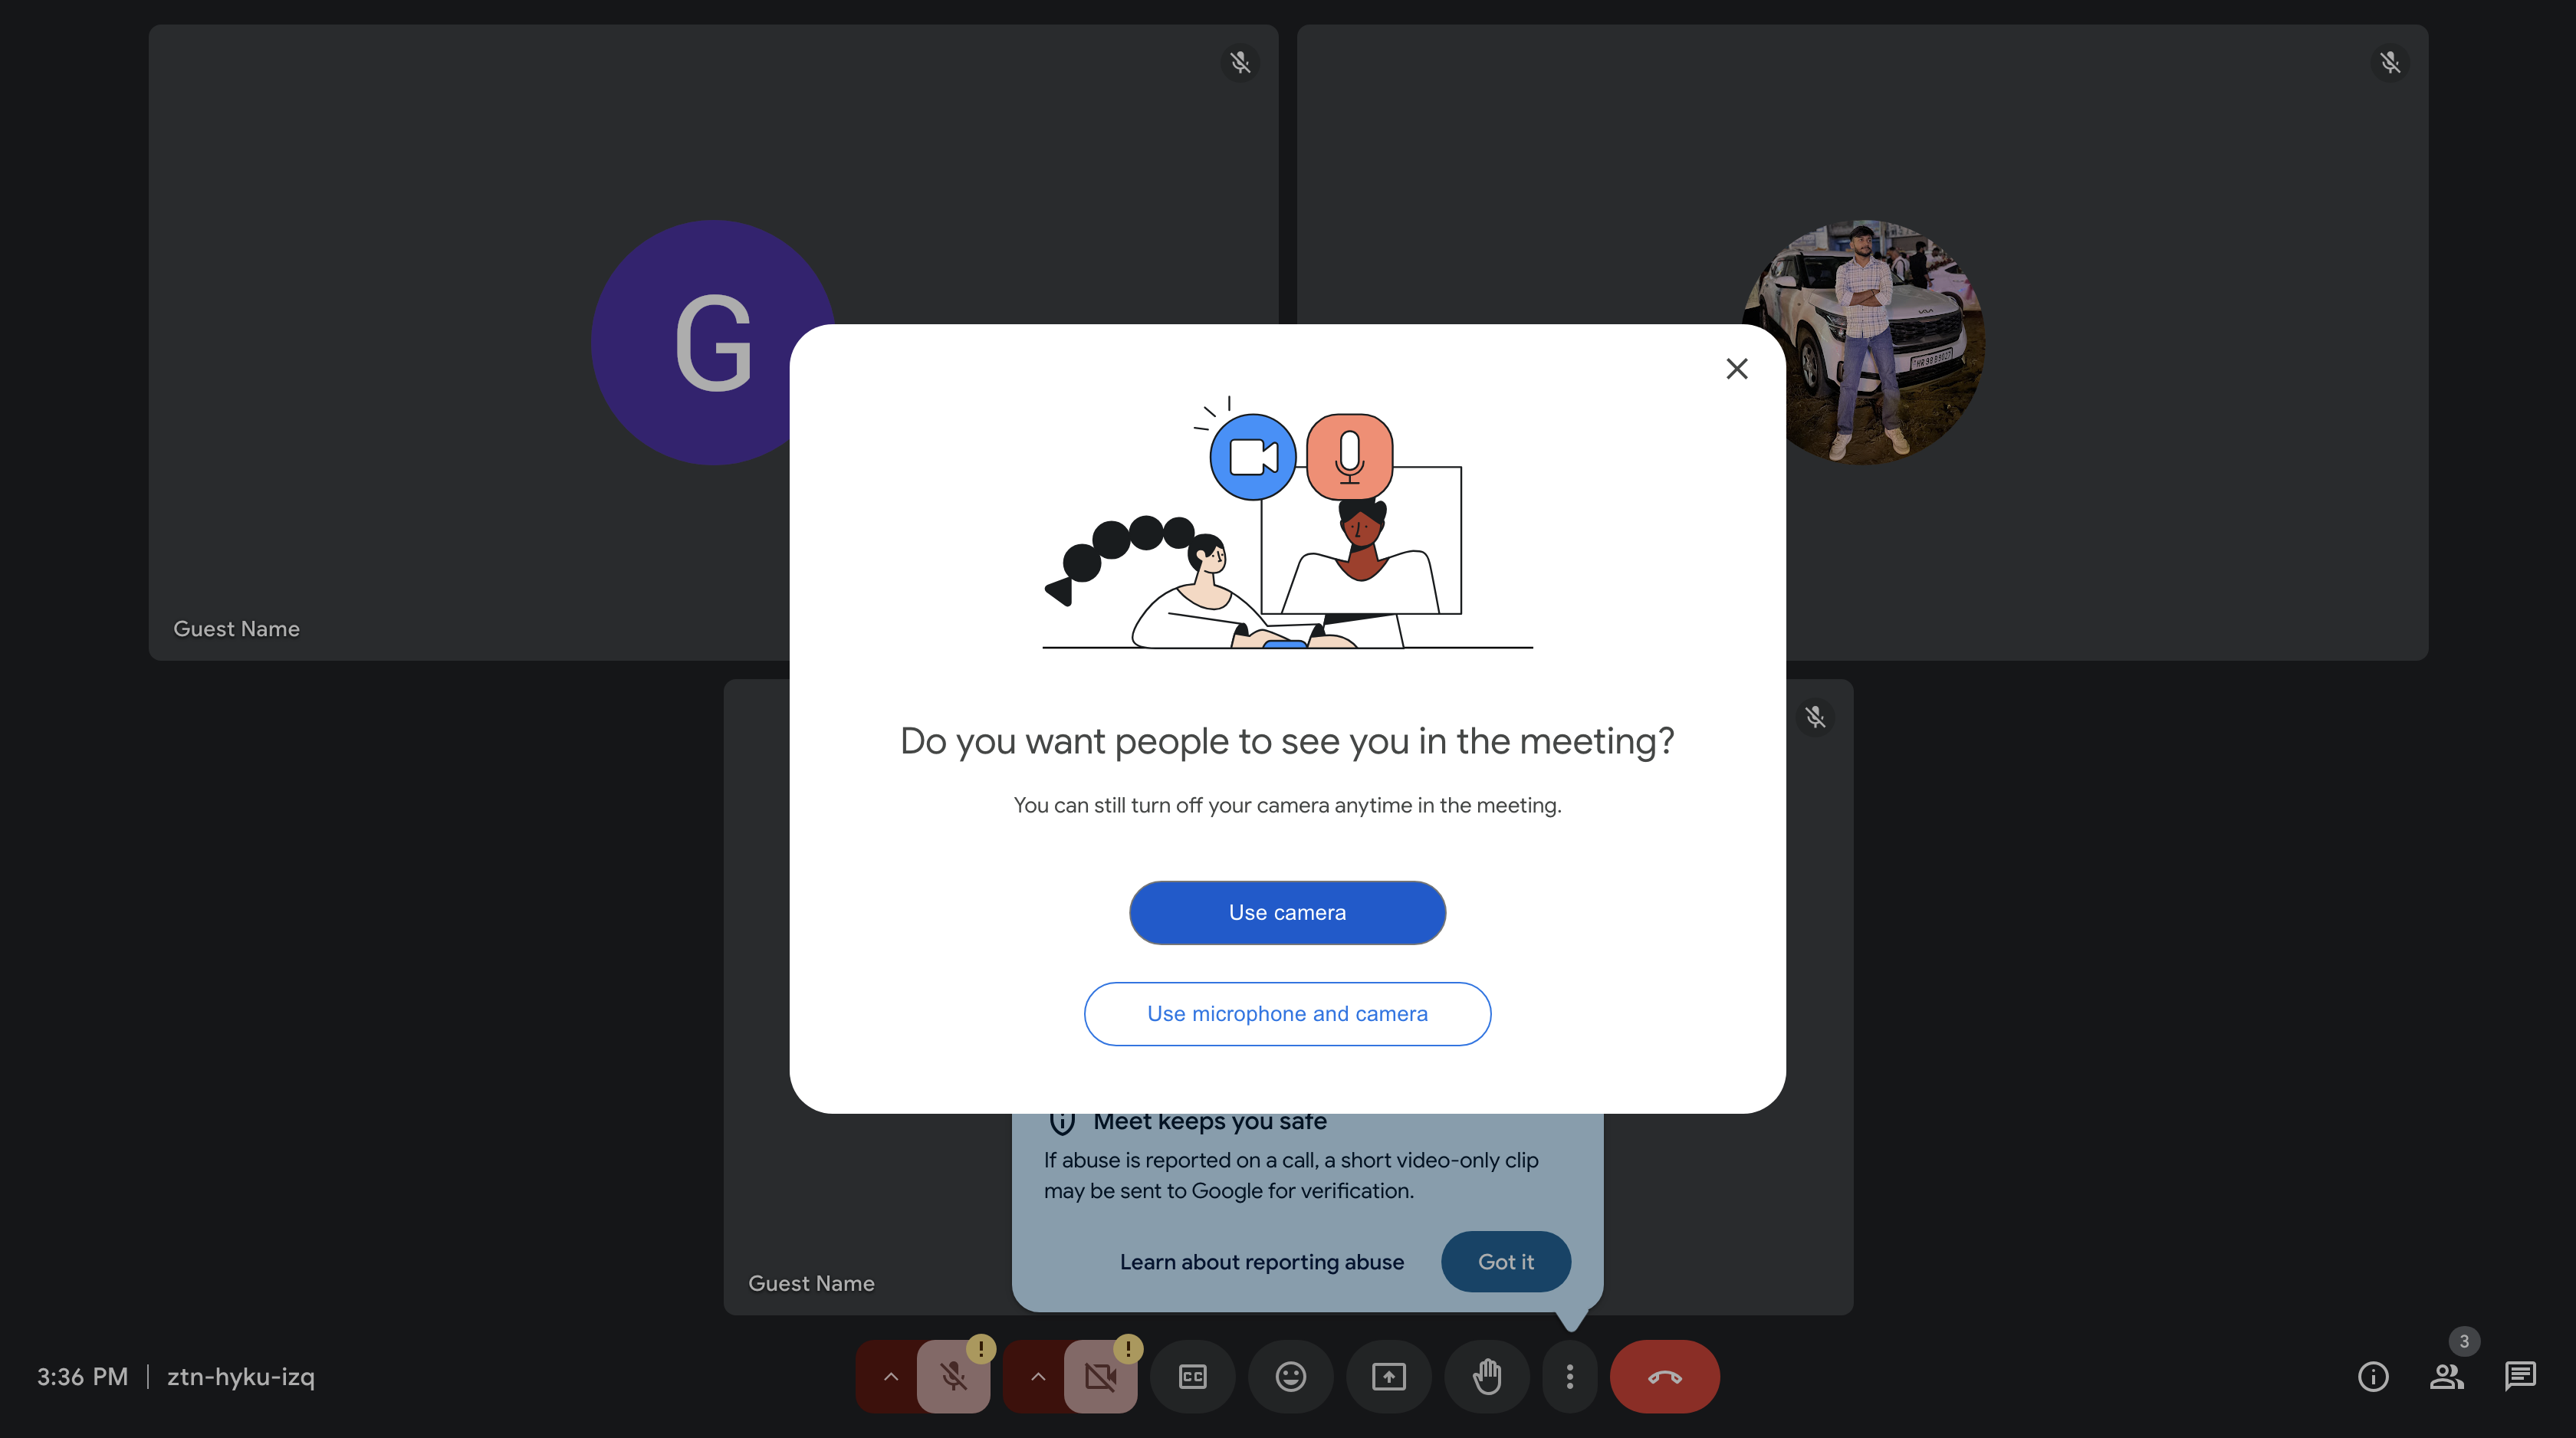 G
Guest Name
Do you want people to see you in the meeting?
You can still turn off your camera anytime in the meeting.
Use camera
Use microphone and camera
Meet keeps you safe
If abuse is reported on a call, a short video-only clip
may be sent to Google for verification.
Learn about reporting abuse
Got it
Guest Name
3:36 PM
ztn-hyku-izq
CC
3